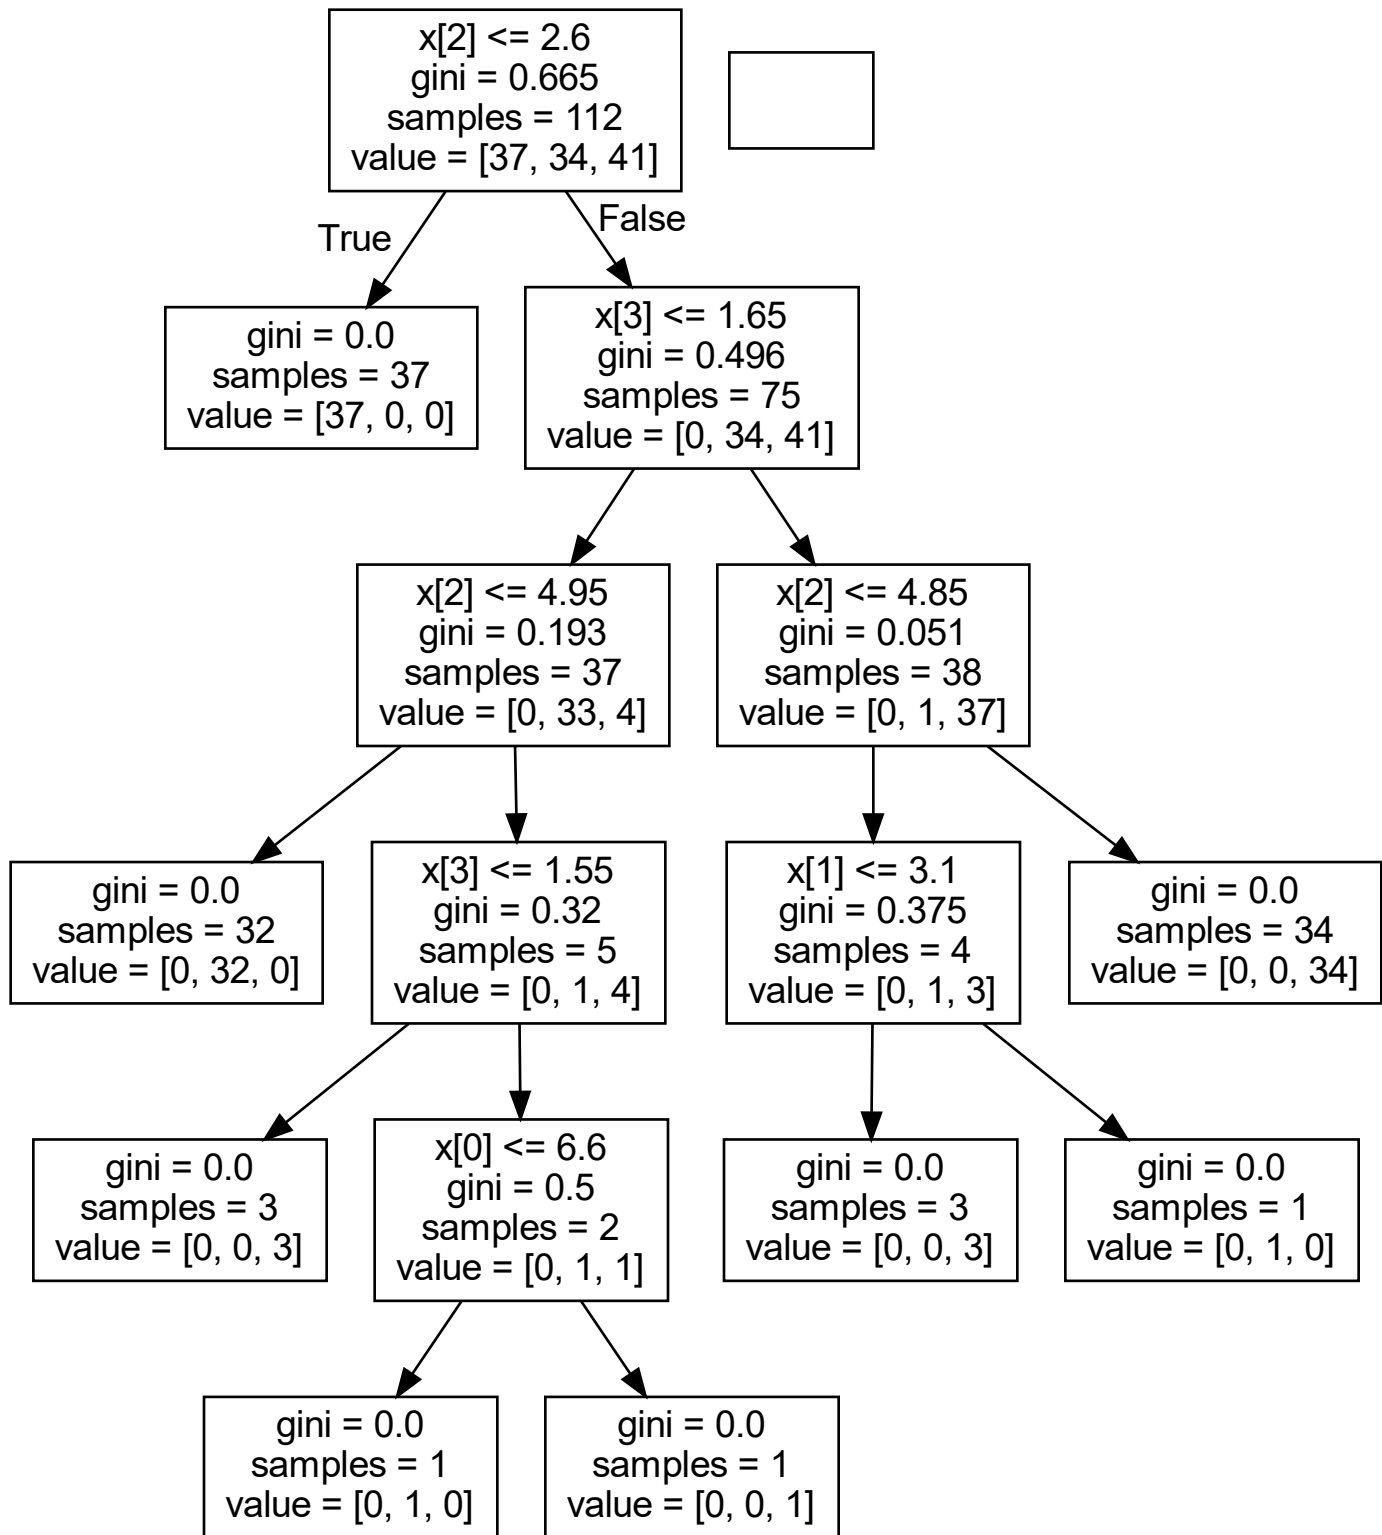 x[2] <= 2.6
gini = 0.665
samples = 112
value = [37, 34, 41]
True
False
gini = 0.0
samples = 37
value = [37, 0, 0]
x[3] <= 1.65
gini = 0.496
samples = 75
value = [0, 34, 41]
x[2] <= 4.95
gini = 0.193
samples = 37
value = [0, 33, 4]
x[2] <= 4.85
gini = 0.051
samples = 38
value = [0, 1, 37]
gini = 0.0
samples = 32
value = [0, 32, 0]
x[3] <= 1.55
gini = 0.32
samples = 5
value = [0, 1, 4]
x[1] <= 3.1
gini = 0.375
samples = 4
value = [0, 1, 3]
gini = 0.0
samples = 34
value = [0, 0, 34]
gini = 0.0
samples = 3
value = [0, 0, 3]
x[0] <= 6.6
gini = 0.5
samples = 2
value = [0, 1, 1]
gini = 0.0
samples = 3
value = [0, 0, 3]
gini = 0.0
samples = 1
value = [0, 1, 0]
gini = 0.0
samples = 1
value = [0, 1, 0]
gini = 0.0
samples = 1
value = [0, 0, 1]